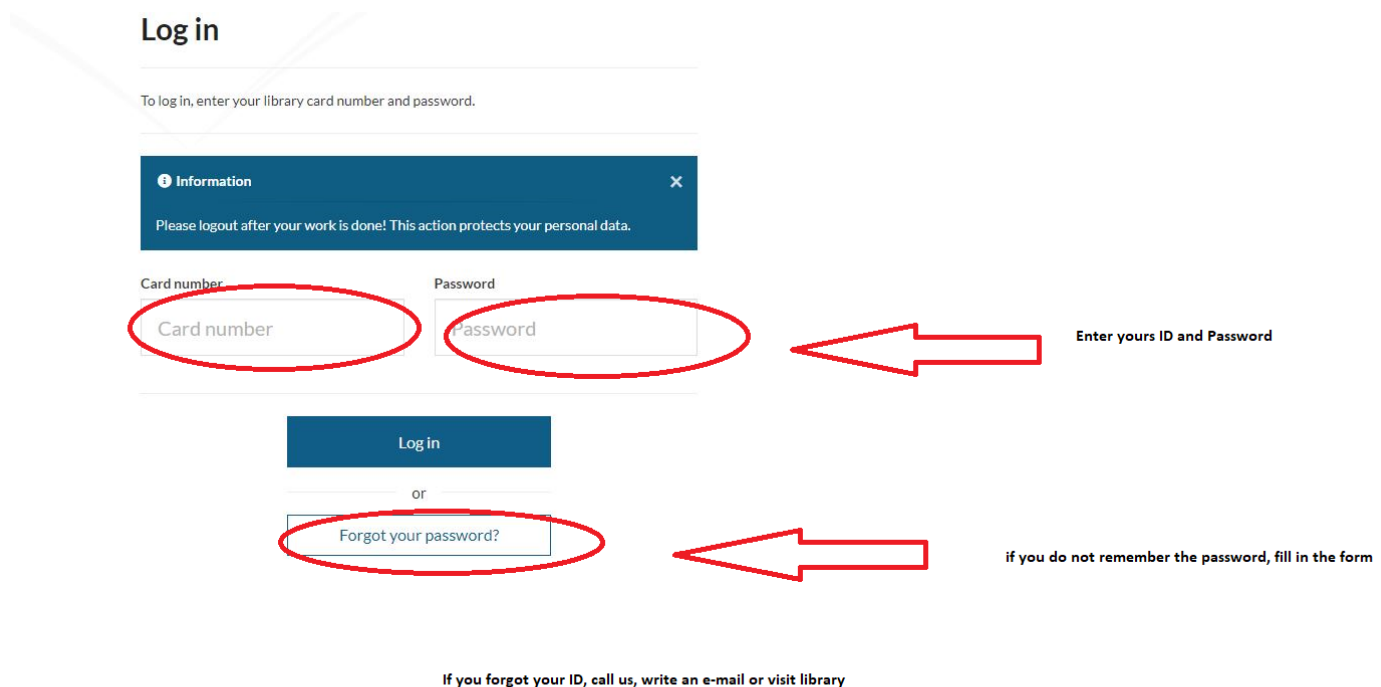 Log in
To log in, enter your library card number and password.
Information
Please logout after your work is done! This action protects your personal data.
Card number
Password
Card number
Password
Enter yours ID and Password
Log in
or
Forgot your password?
if you do not remember the password, fill in the form
If you forgot your ID, call us, write an e-mail or visit library